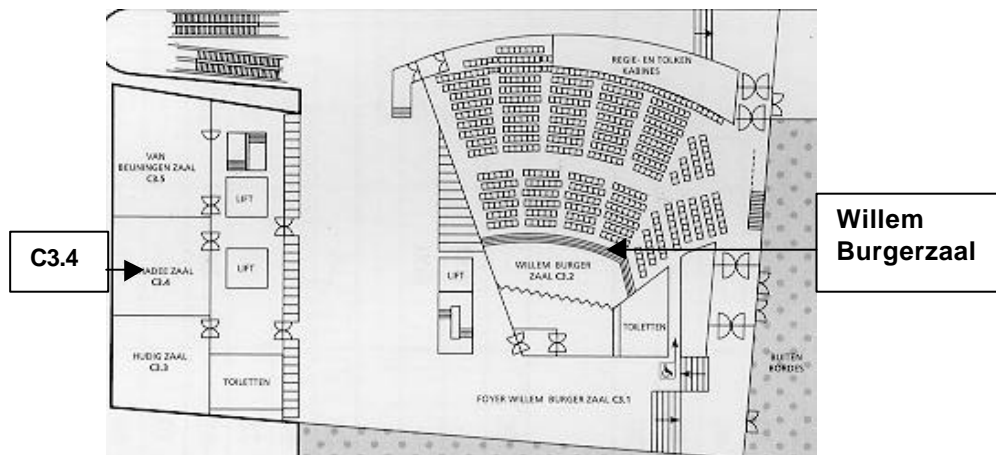 REGIE- EN TOLKEN
KABINES
VAN
BEUNINGEN ZAAL
C3.5
LIFT
C3.4
ZAAL
C3.4
LIFT
HUDIG ZAAL
C3.3
TOILETTEN
LIFT
WILLEM BURGER
ZAAL C3.2
TOILETTEN
FOYER WILLEM BURGER ZAAL C3.1
BUITEN
BORDES
Willem
Burgerzaal